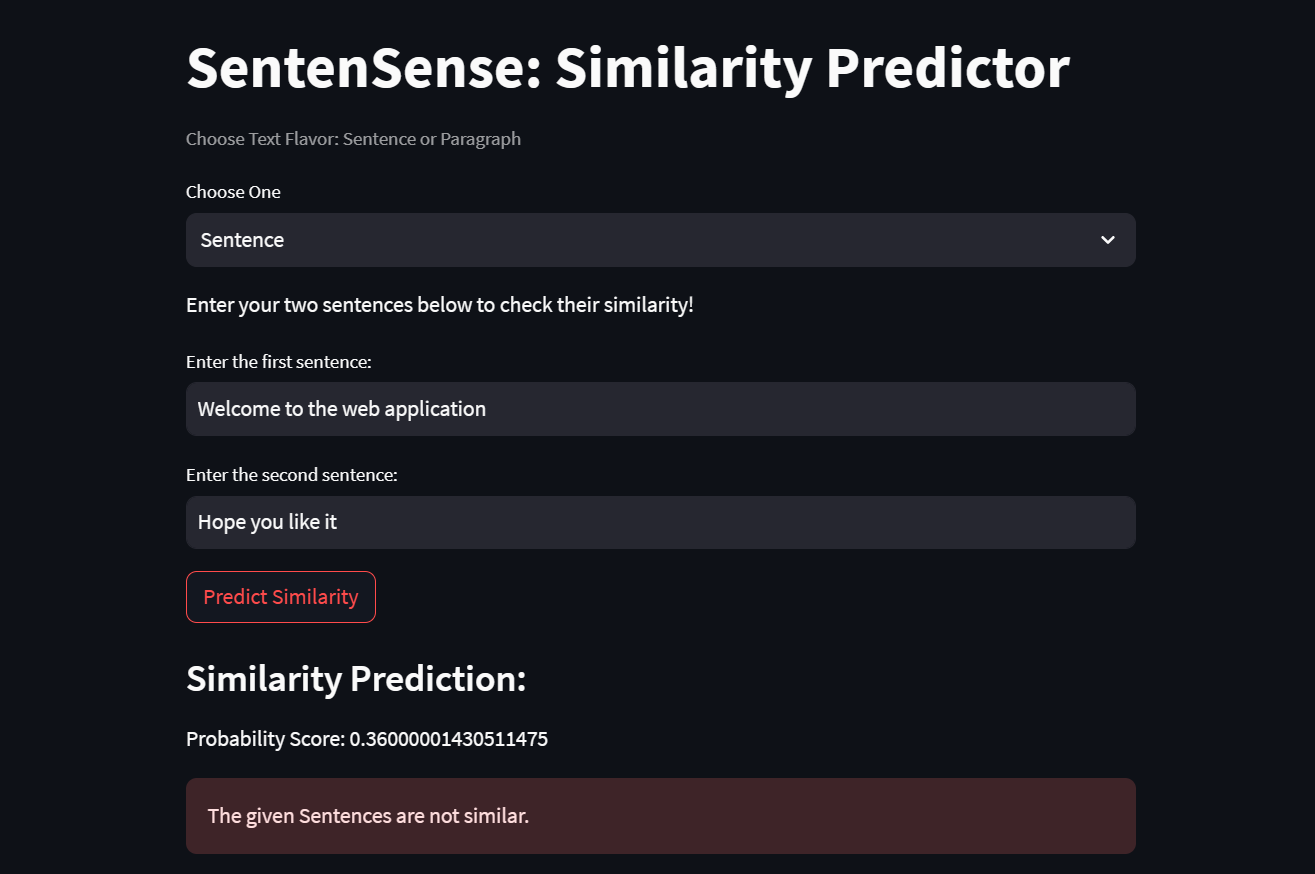 SentenSense: Similarity Predictor
Choose Text Flavor: Sentence or Paragraph
Choose One
Sentence
Enter your two sentences below to check their similarity!
Enter the first sentence:
Welcome to the web application
Enter the second sentence:
Hope you like it
Predict Similarity
Similarity Prediction:
Probability Score: 0.36000001430511475
The given Sentences are not similar.